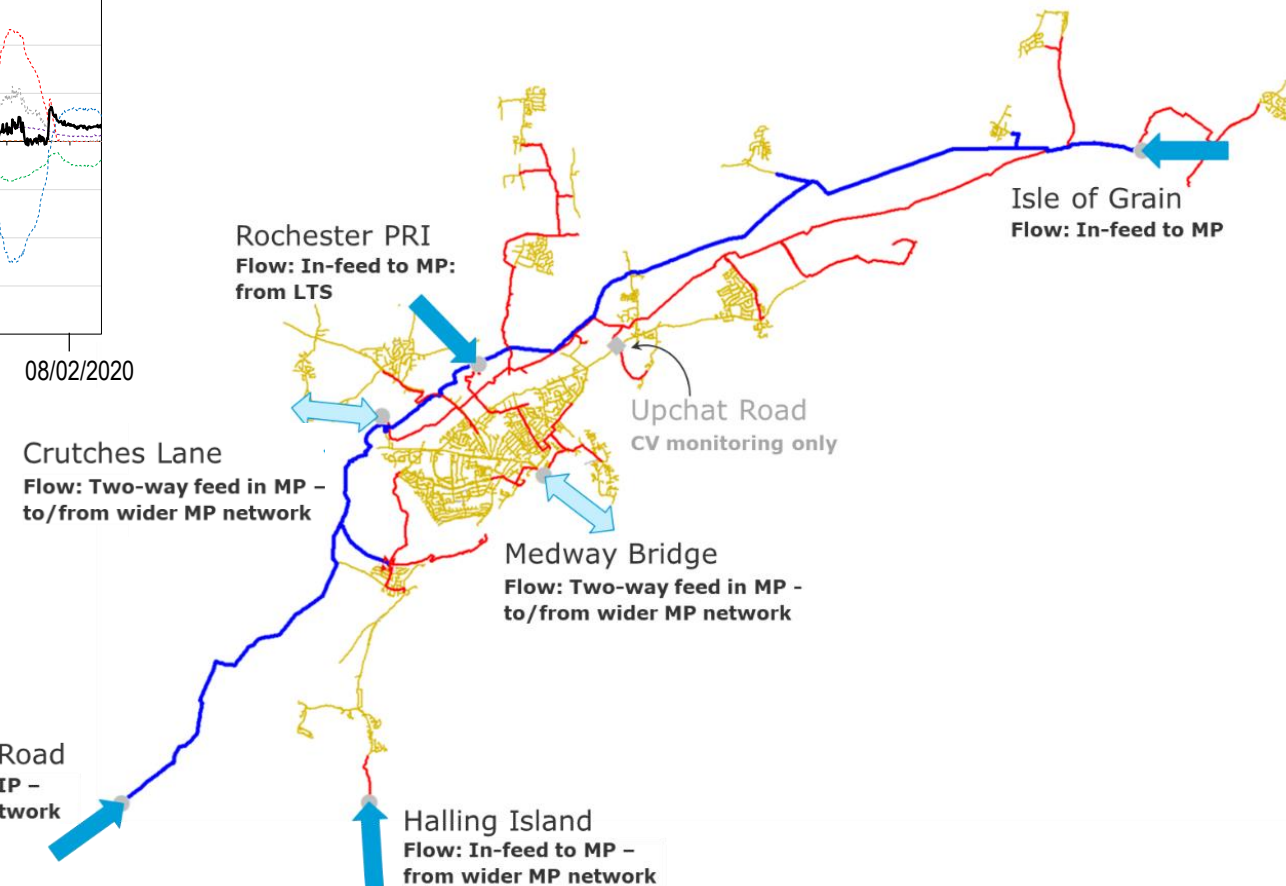 Isle of Grain
Flow: In-feed to MP
Rochester PRI
Flow: In-feed to MP:
from LTS
08/02/2020
Upchat Road
CV monitoring only
Crutches Lane
Flow: Two-way feed in MP –
to/from wider MP network
Medway Bridge
Flow: Two-way feed in MP -
to/from wider MP network
Road
IP –
twork
Halling Island
Flow: In-feed to MP –
from wider MP network